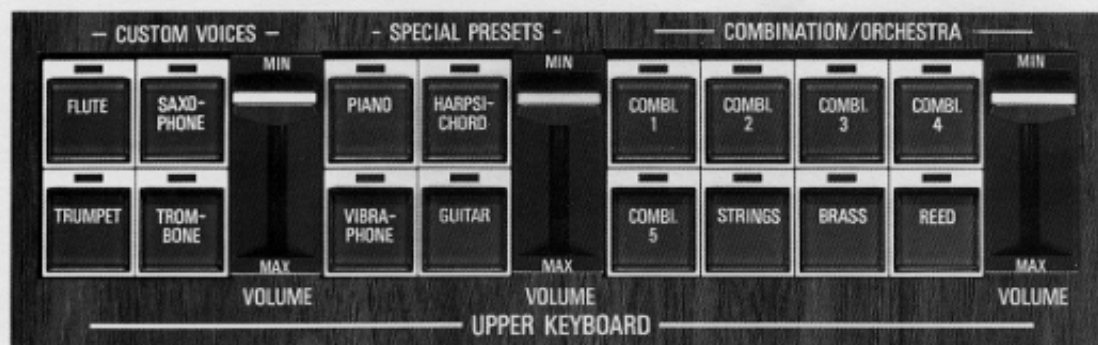 – CUSTOM VOICES –
- SPECIAL PRESETS -
COMBINATION/ORCHESTRA
FLUTE
SAXO-
PHONE
MIN
PIANO
HARPSI-
CHORD
MIN
COMBI.
1
COMBI.
2
COMBI.
3
COMBI.
4
MIN
TRUMPET
TROM-
BONE
MAX
VIBRA-
PHONE
GUITAR
MAX
COMBI.
5
STRINGS
BRASS
REED
MAX
VOLUME
VOLUME
VOLUME
UPPER KEYBOARD